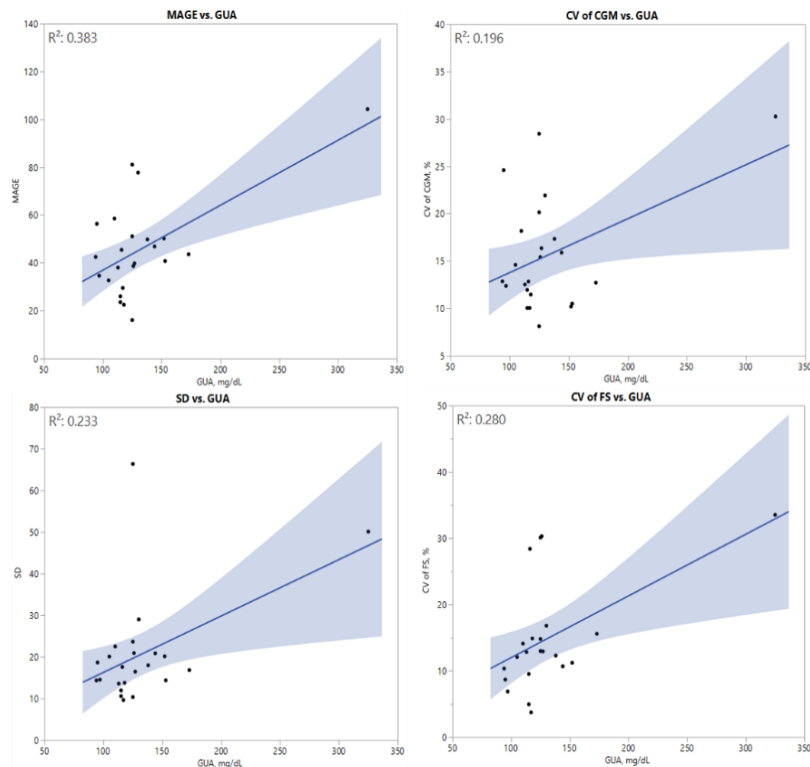 MAGE vs. GUA
R²: 0.383
140
120
100
80
60
40
20
0
MAGE
50 100 150 200 250 300 350
GUA, mg/dL
CV of CGM vs. GUA
R²: 0.196
40
35
30
25
20
15
10
5
CV of CGM, %
50 100 150 200 250 300 350
GUA, mg/dL
SD vs. GUA
R²: 0.233
80
70
60
50
40
30
20
10
0
SD
50 100 150 200 250 300 350
GUA, mg/dL
CV of FS vs. GUA
R²: 0.280
50
40
30
20
10
0
CV of FS, %
50 100 150 200 250 300 350
GUA, mg/dL